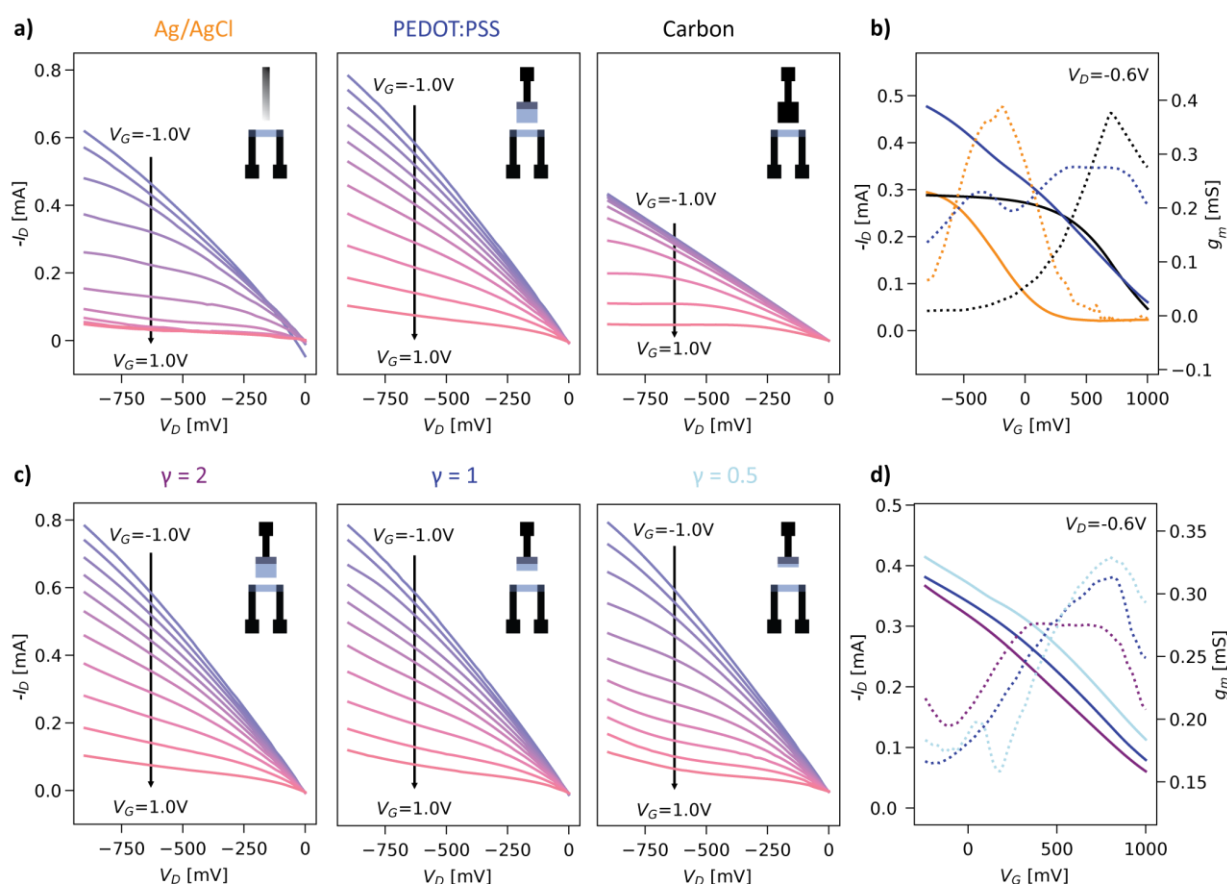 a)
Ag/AgCl
PEDOT:PSS
Carbon
b)
0.8
0.6
0.4
0.2
0
-I_D [mA]
V_G=-1.0V
V_G=1.0V
−750 −500 −250 0
V_D [mV]
V_G=-1.0V
V_G=1.0V
−750 −500 −250 0
V_D [mV]
V_G=-1.0V
V_G=1.0V
−750 −500 −250 0
V_D [mV]
V_D=-0.6V
0.5
0.4
0.3
0.2
0.1
0.0
-I_D [mA]
0.4
0.3
0.2
0.1
0.0
−0.1
g_m [mS]
−500 0 500 1000
V_G [mV]
c)
γ = 2
γ = 1
γ = 0.5
d)
0.8
0.6
0.4
0.2
0.0
-I_D [mA]
V_G=-1.0V
V_G=1.0V
−750 −500 −250 0
V_D [mV]
V_G=-1.0V
V_G=1.0V
−750 −500 −250 0
V_D [mV]
V_G=-1.0V
V_G=1.0V
−750 −500 −250 0
V_D [mV]
V_D=-0.6V
0.5
0.4
0.3
0.2
0.1
0.0
-I_D [mA]
0.35
0.30
0.25
0.20
0.15
g_m [mS]
0 500 1000
V_G [mV]